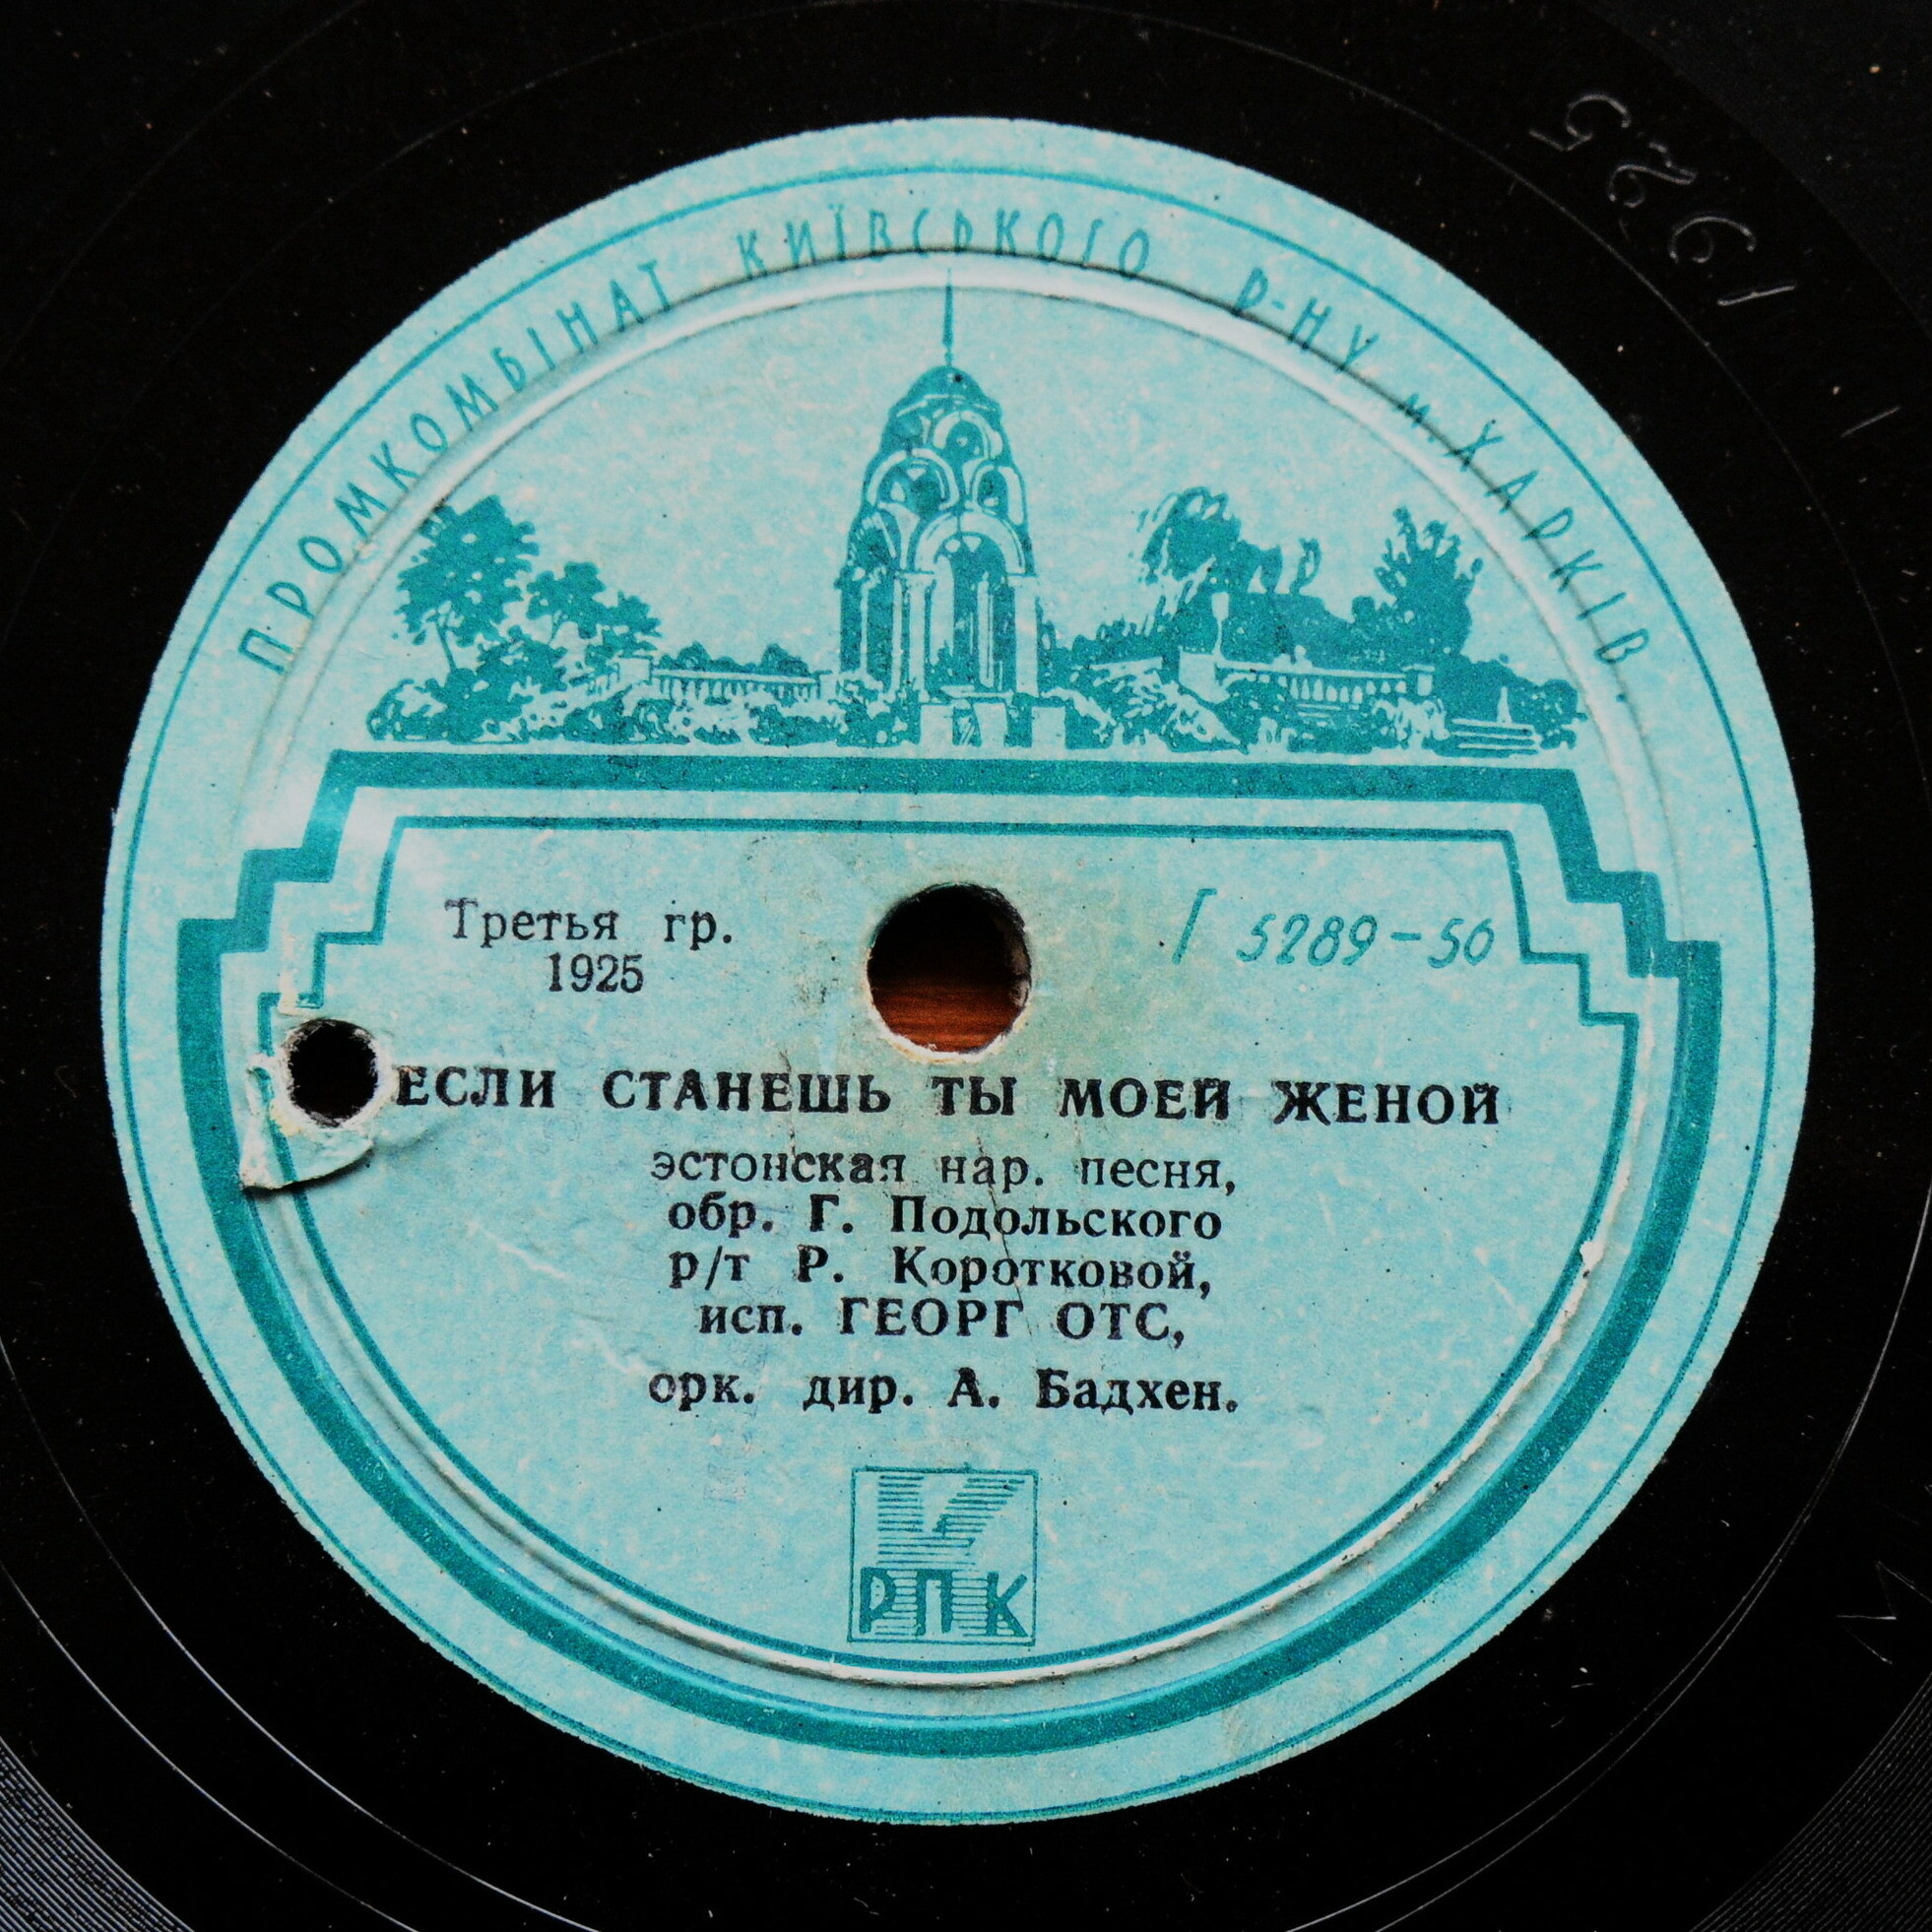 ПРОМКОМБІНАТ КИЇВСЬКОГО Р-НУ м. ХАРКІВ.
1925
Третья гр.
1925
Г 5289-50
ЕСЛИ СТАНЕШЬ ТЫ МОЕЙ ЖЕНОЙ
эстонская нар. песня,
обр. Г. Подольского
р/т Р. Коротковой,
исп. ГЕОРГ ОТС,
орк. дир. А. Бадхен.
К
РПК